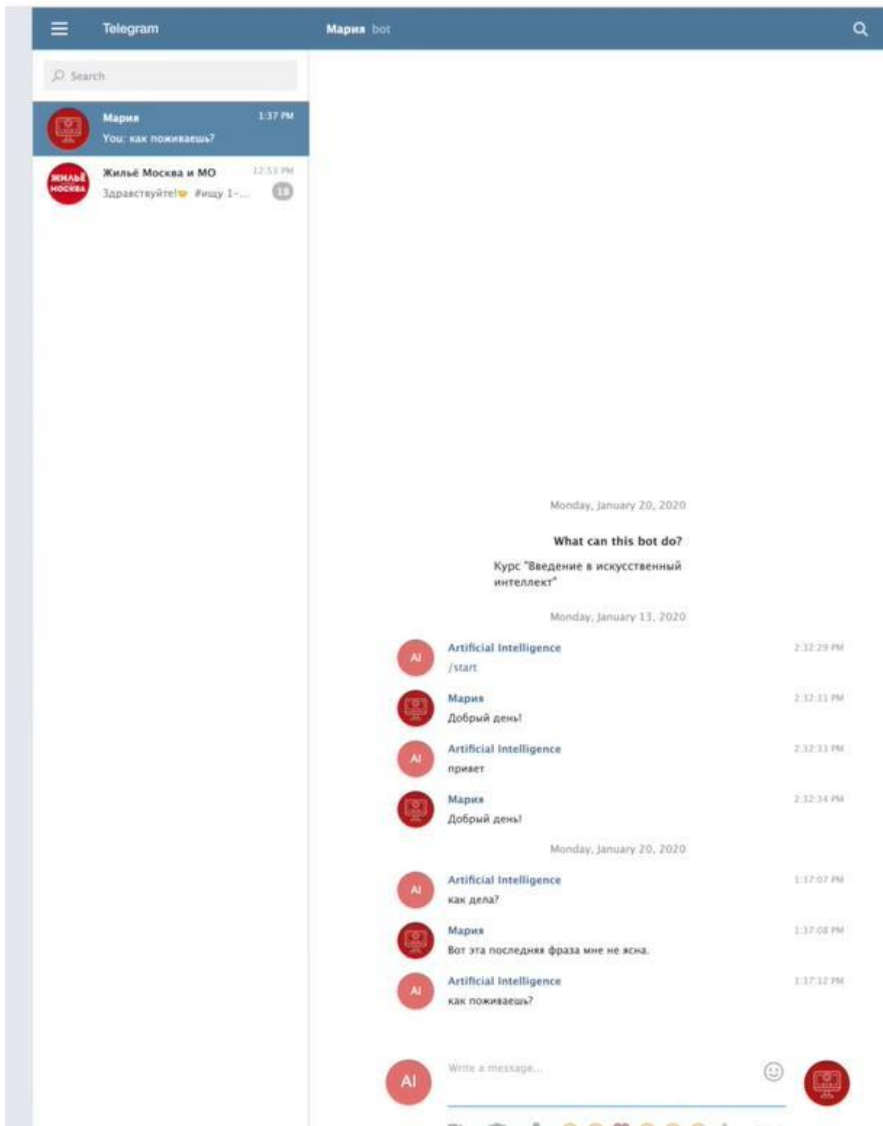 Telegram
Мария bot
Search
Мария 1:37 PM
You: как поживаешь?
ЖИЛЬЁ
МОСКВА
Жильё Москва и МО 12:53 PM
Здравствуйте!🤝 #ищу 1-... 18
Monday, January 20, 2020
What can this bot do?
Курс "Введение в искусственный
интеллект"
Monday, January 13, 2020
AI
Artificial Intelligence 2:32:29 PM
/start
Мария 2:32:31 PM
Добрый день!
AI
Artificial Intelligence 2:32:33 PM
привет
Мария 2:32:34 PM
Добрый день!
Monday, January 20, 2020
AI
Artificial Intelligence 1:37:07 PM
как дела?
Мария 1:37:08 PM
Вот эта последняя фраза мне не ясна.
AI
Artificial Intelligence 1:37:12 PM
как поживаешь?
AI
Write a message...